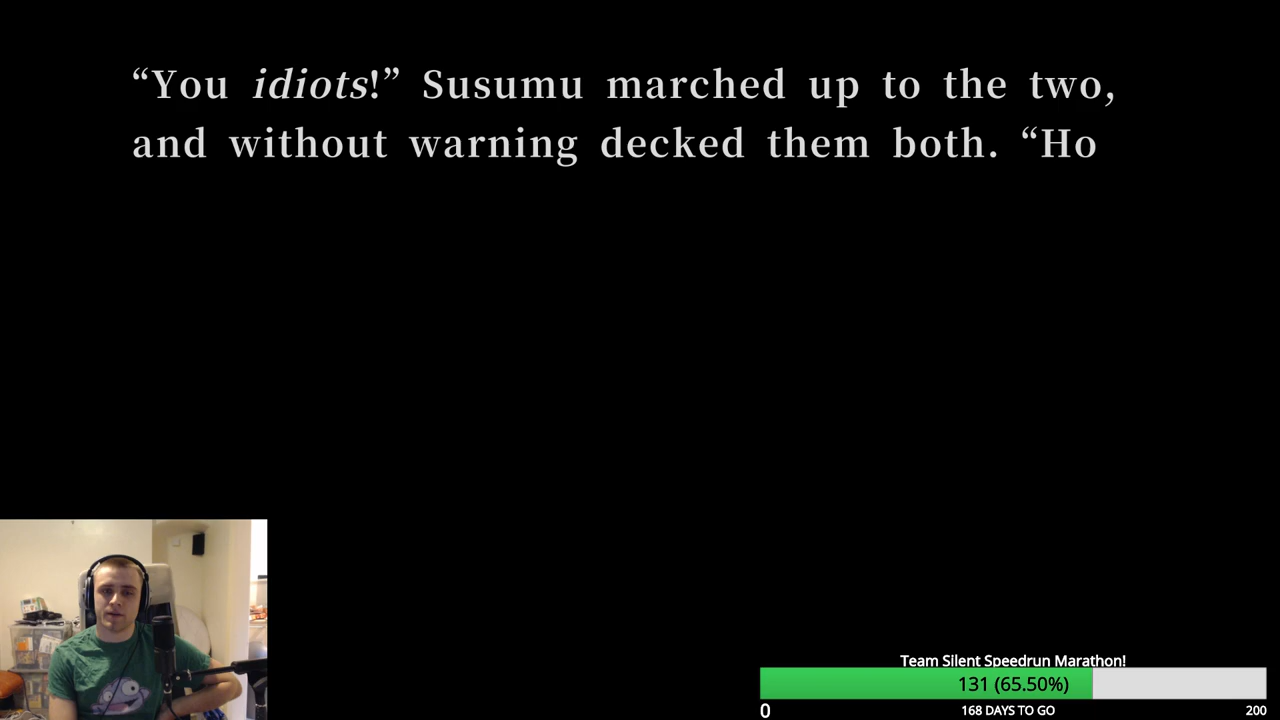 “You idiots!” Susumu marched up to the two,
and without warning decked them both. “Ho
Team Silent Speedrun Marathon!
131 (65.50%)
0 168 DAYS TO GO 200